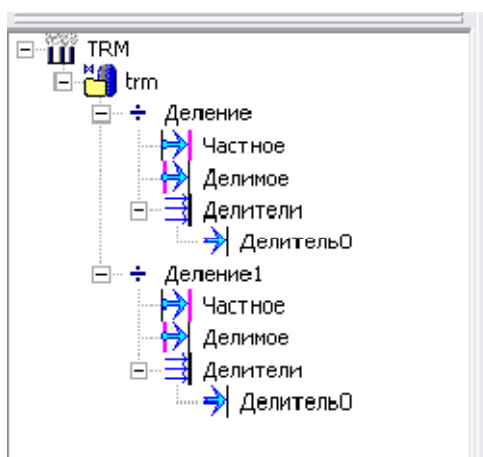 TRM
trm
Деление
Частное
Делимое
Делители
Делитель0
Деление1
Частное
Делимое
Делители
Делитель0